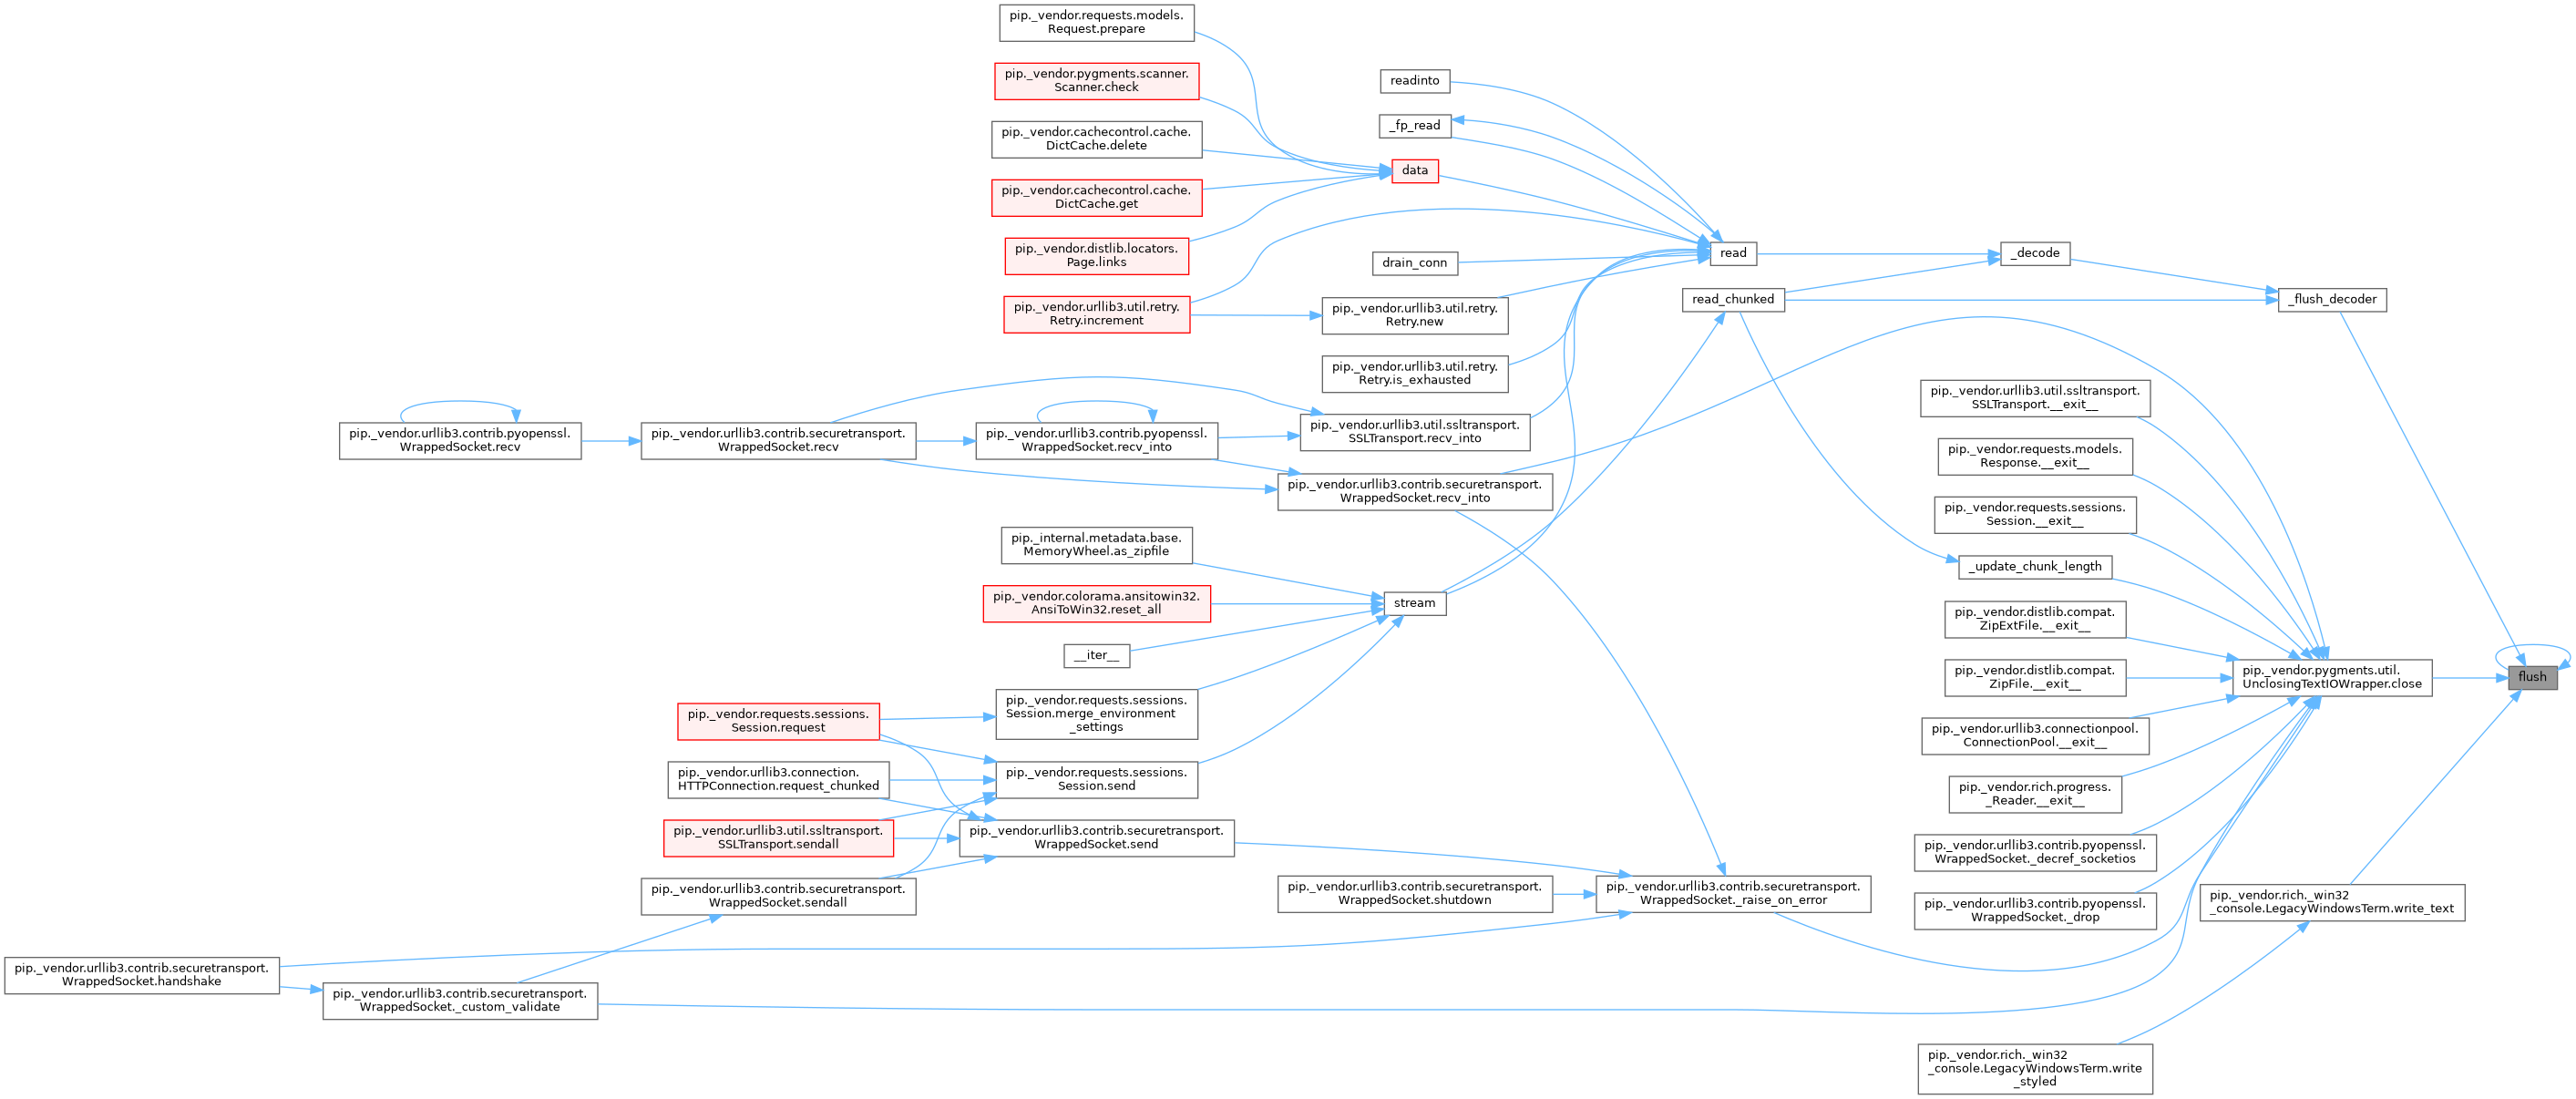 pip._vendor.requests.models.
Request.prepare
pip._vendor.pygments.scanner.
Scanner.check
pip._vendor.cachecontrol.cache.
DictCache.delete
pip._vendor.cachecontrol.cache.
DictCache.get
pip._vendor.distlib.locators.
Page.links
pip._vendor.urllib3.util.retry.
Retry.increment
readinto
_fp_read
data
drain_conn
pip._vendor.urllib3.util.retry.
Retry.new
pip._vendor.urllib3.util.retry.
Retry.is_exhausted
read
read_chunked
_decode
_flush_decoder
pip._vendor.urllib3.contrib.pyopenssl.
WrappedSocket.recv
pip._vendor.urllib3.contrib.securetransport.
WrappedSocket.recv
pip._vendor.urllib3.contrib.pyopenssl.
WrappedSocket.recv_into
pip._vendor.urllib3.util.ssltransport.
SSLTransport.recv_into
pip._vendor.urllib3.contrib.securetransport.
WrappedSocket.recv_into
pip._internal.metadata.base.
MemoryWheel.as_zipfile
pip._vendor.colorama.ansitowin32.
AnsiToWin32.reset_all
__iter__
stream
pip._vendor.requests.sessions.
Session.merge_environment
_settings
pip._vendor.requests.sessions.
Session.request
pip._vendor.urllib3.connection.
HTTPConnection.request_chunked
pip._vendor.requests.sessions.
Session.send
pip._vendor.urllib3.util.ssltransport.
SSLTransport.sendall
pip._vendor.urllib3.contrib.securetransport.
WrappedSocket.send
pip._vendor.urllib3.contrib.securetransport.
WrappedSocket.sendall
pip._vendor.urllib3.contrib.securetransport.
WrappedSocket.shutdown
pip._vendor.urllib3.contrib.securetransport.
WrappedSocket._raise_on_error
pip._vendor.urllib3.contrib.securetransport.
WrappedSocket.handshake
pip._vendor.urllib3.contrib.securetransport.
WrappedSocket._custom_validate
pip._vendor.urllib3.util.ssltransport.
SSLTransport.__exit__
pip._vendor.requests.models.
Response.__exit__
pip._vendor.requests.sessions.
Session.__exit__
_update_chunk_length
pip._vendor.distlib.compat.
ZipExtFile.__exit__
pip._vendor.distlib.compat.
ZipFile.__exit__
pip._vendor.urllib3.connectionpool.
ConnectionPool.__exit__
pip._vendor.rich.progress.
_Reader.__exit__
pip._vendor.urllib3.contrib.pyopenssl.
WrappedSocket._decref_socketios
pip._vendor.urllib3.contrib.pyopenssl.
WrappedSocket._drop
pip._vendor.pygments.util.
UnclosingTextIOWrapper.close
flush
pip._vendor.rich._win32
_console.LegacyWindowsTerm.write_text
pip._vendor.rich._win32
_console.LegacyWindowsTerm.write
_styled